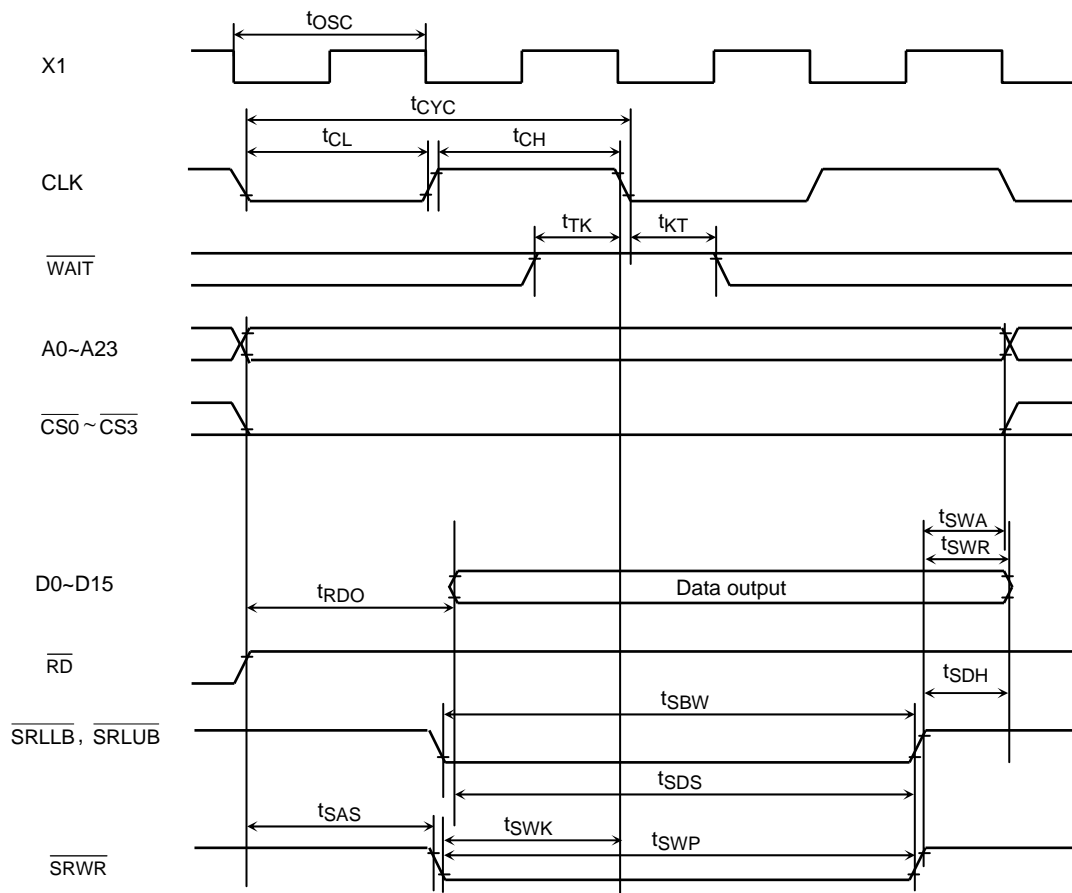 tOSC
X1
tCYC
tCL tCH
CLK
tTK tKT
WAIT
A0~A23
CS0 ~ CS3
tSWA
tSWR
D0~D15 Data output
tRDO
RD
tSDH
tSBW
SRLLB, SRLUB
tSDS
tSAS tSWK tSWP
SRWR